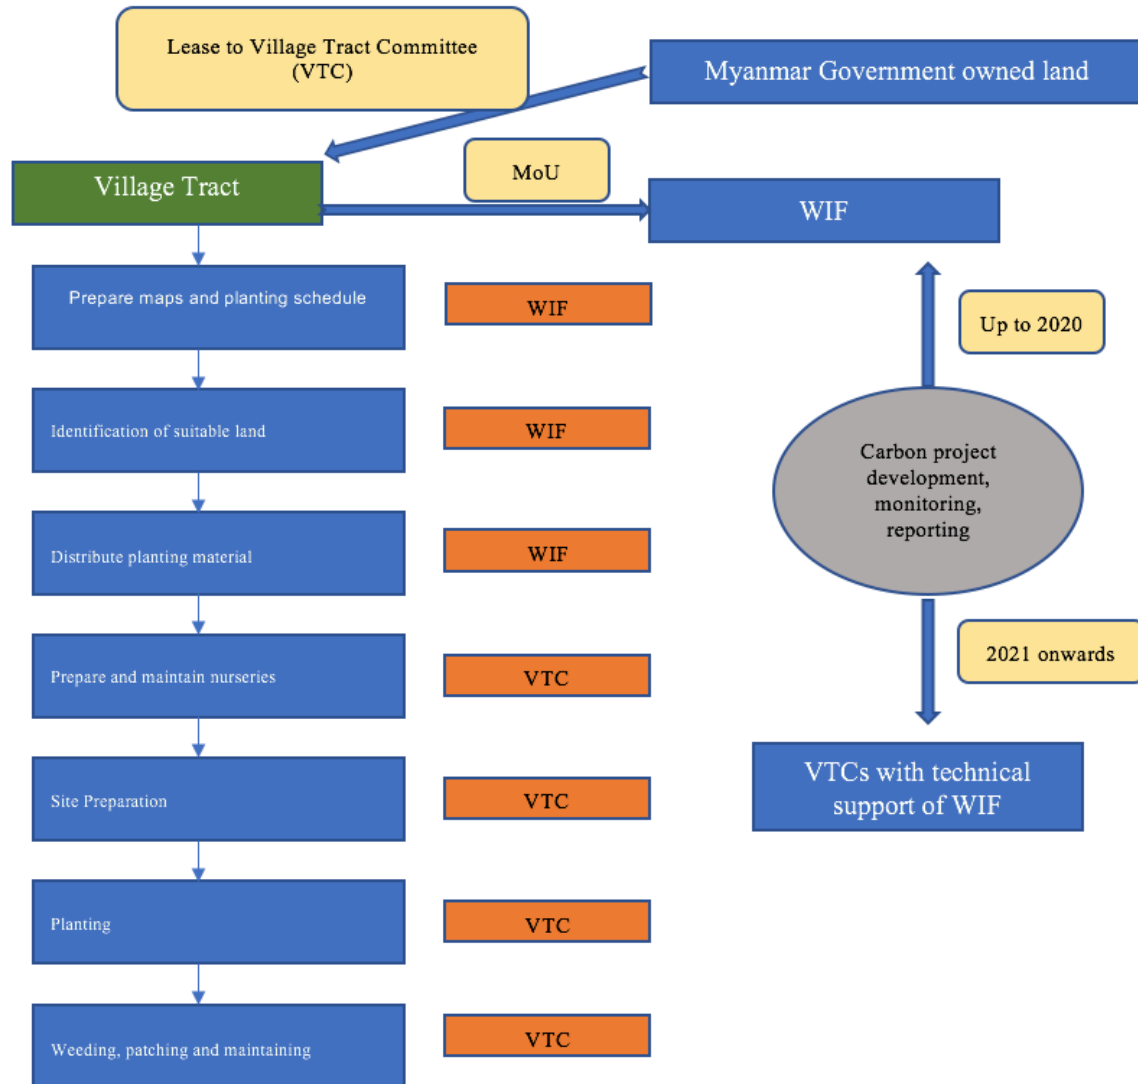 Lease to Village Tract Committee
(VTC)
Myanmar Government owned land
Village Tract
MoU
WIF
Prepare maps and planting schedule
WIF
Up to 2020
Identification of suitable land
WIF
Carbon project
development,
monitoring,
reporting
Distribute planting material
WIF
Prepare and maintain nurseries
VTC
2021 onwards
Site Preparation
VTC
VTCs with technical
support of WIF
Planting
VTC
Weeding, patching and maintaining
VTC